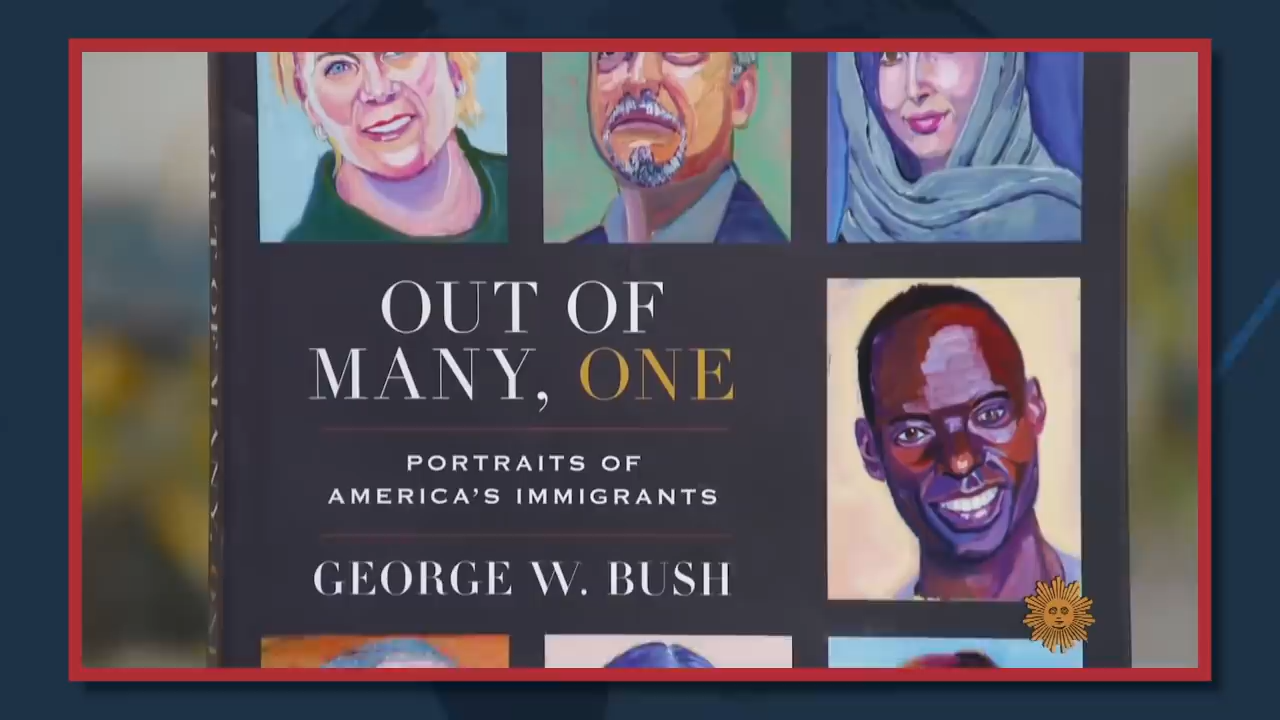 OUT OF
MANY, ONE
PORTRAITS OF
AMERICA'S IMMIGRANTS
GEORGE W. BUSH